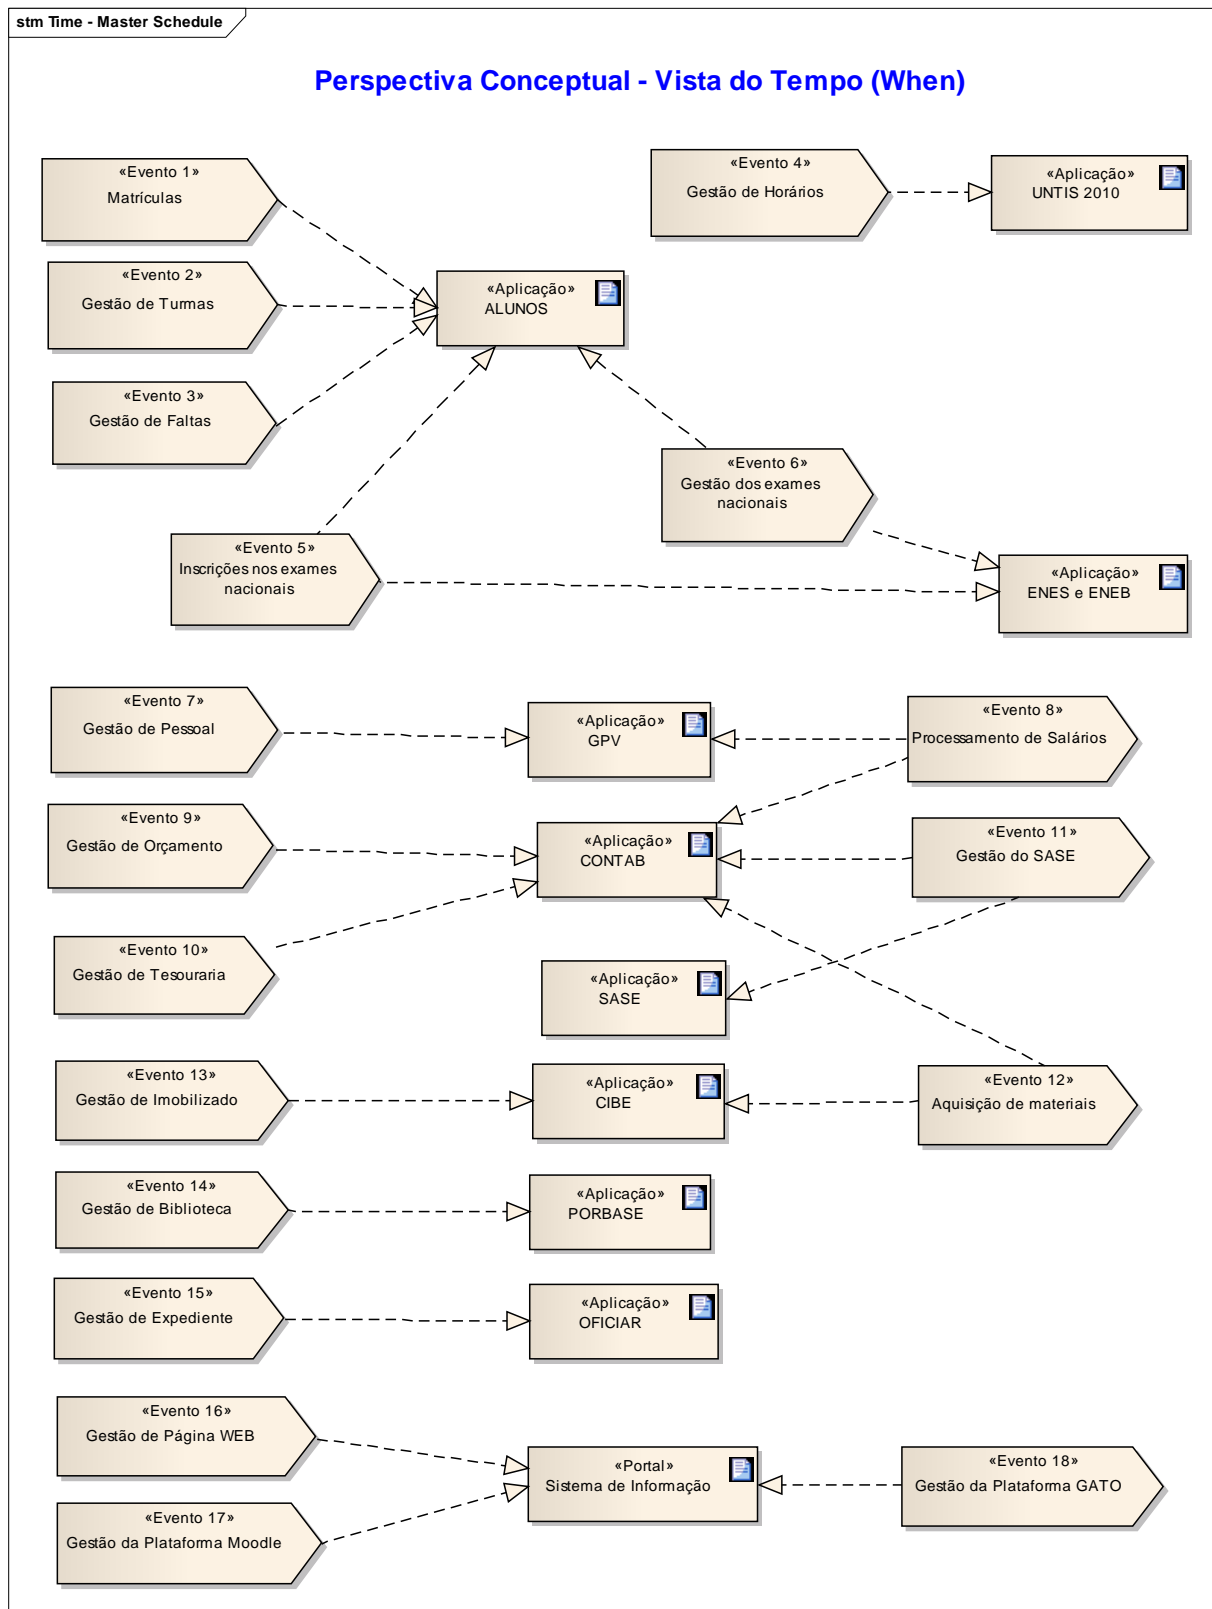 stm Time - Master Schedule
Perspectiva Conceptual - Vista do Tempo (When)
«Evento 1»
Matrículas
«Evento 4»
Gestão de Horários
«Aplicação»
UNTIS 2010
«Evento 2»
Gestão de Turmas
«Aplicação»
ALUNOS
«Evento 3»
Gestão de Faltas
«Evento 6»
Gestão dos exames
nacionais
«Evento 5»
Inscrições nos exames
nacionais
«Aplicação»
ENES e ENEB
«Evento 7»
Gestão de Pessoal
«Aplicação»
GPV
«Evento 8»
Processamento de Salários
«Evento 9»
Gestão de Orçamento
«Aplicação»
CONTAB
«Evento 11»
Gestão do SASE
«Evento 10»
Gestão de Tesouraria
«Aplicação»
SASE
«Evento 13»
Gestão de Imobilizado
«Aplicação»
CIBE
«Evento 12»
Aquisição de materiais
«Evento 14»
Gestão de Biblioteca
«Aplicação»
PORBASE
«Evento 15»
Gestão de Expediente
«Aplicação»
OFICIAR
«Evento 16»
Gestão de Página WEB
«Portal»
Sistema de Informação
«Evento 18»
Gestão da Plataforma GATO
«Evento 17»
Gestão da Plataforma Moodle